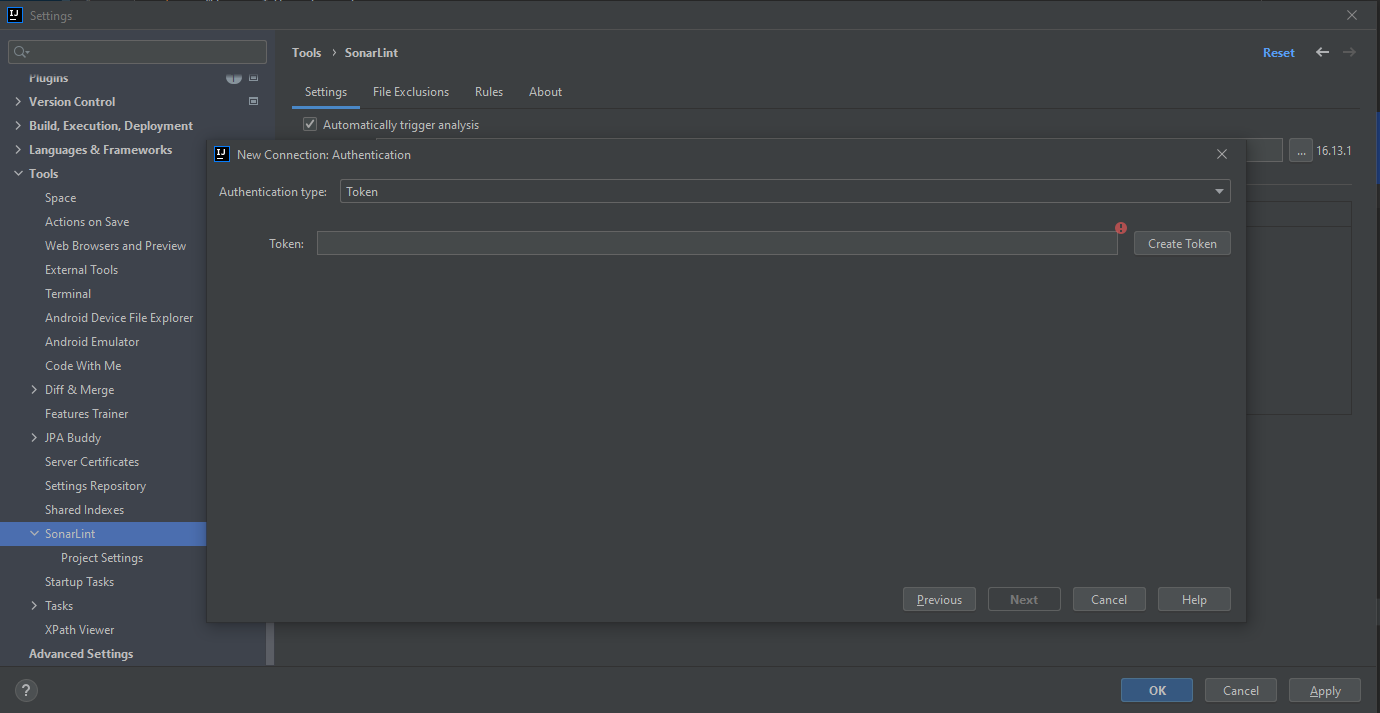 Settings
Plugins
Version Control
Build, Execution, Deployment
Languages & Frameworks
Tools
Space
Actions on Save
Web Browsers and Preview
External Tools
Terminal
Android Device File Explorer
Android Emulator
Code With Me
Diff & Merge
Features Trainer
JPA Buddy
Server Certificates
Settings Repository
Shared Indexes
SonarLint
Project Settings
Startup Tasks
Tasks
XPath Viewer
Advanced Settings
Tools › SonarLint
Reset
Settings File Exclusions Rules About
Automatically trigger analysis
... 16.13.1
New Connection: Authentication
Authentication type: Token
Token: Create Token
Previous Next Cancel Help
? OK Cancel Apply